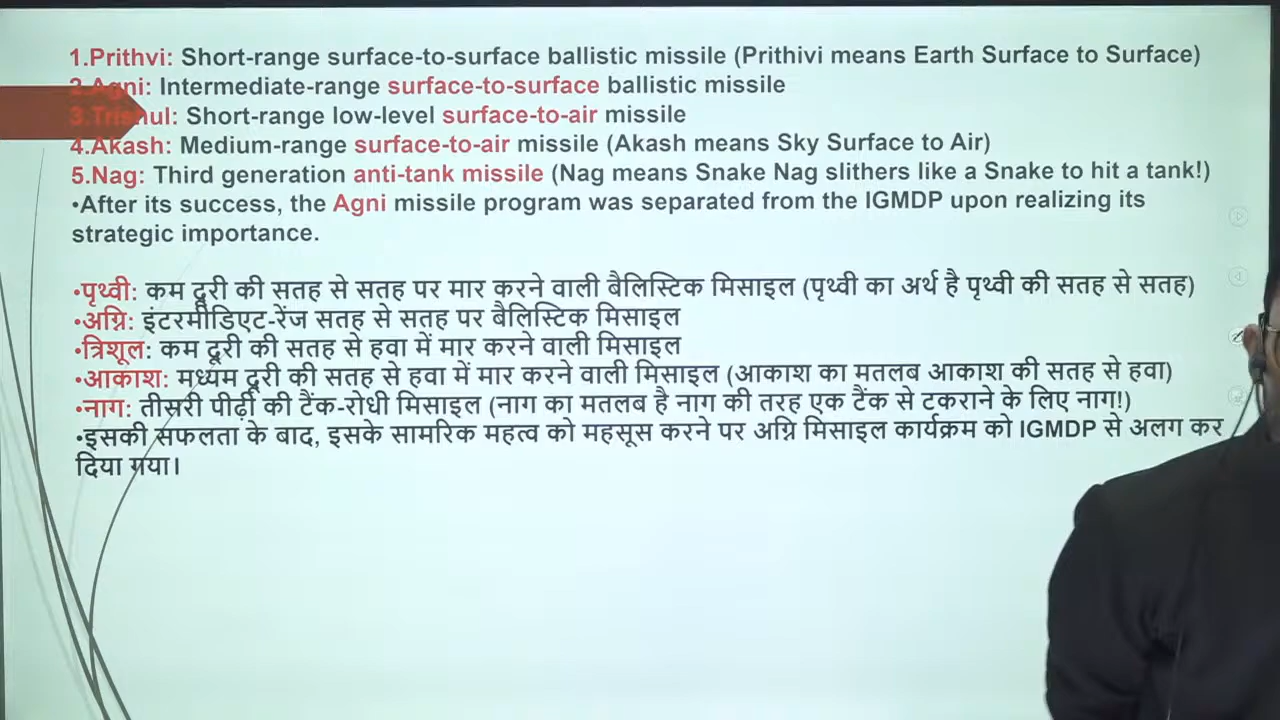 1.Prithvi: Short-range surface-to-surface ballistic missile (Prithivi means Earth Surface to Surface)
2.Agni: Intermediate-range surface-to-surface ballistic missile
3.Trishul: Short-range low-level surface-to-air missile
4.Akash: Medium-range surface-to-air missile (Akash means Sky Surface to Air)
5.Nag: Third generation anti-tank missile (Nag means Snake Nag slithers like a Snake to hit a tank!)
•After its success, the Agni missile program was separated from the IGMDP upon realizing its
strategic importance.
•पृथ्वी: कम दूरी की सतह से सतह पर मार करने वाली बैलिस्टिक मिसाइल (पृथ्वी का अर्थ है पृथ्वी की सतह से सतह)
•अग्नि: इंटरमीडिएट-रेंज सतह से सतह पर बैलिस्टिक मिसाइल
•त्रिशूल: कम दूरी की सतह से हवा में मार करने वाली मिसाइल
•आकाश: मध्यम दूरी की सतह से हवा में मार करने वाली मिसाइल (आकाश का मतलब आकाश की सतह से हवा)
•नाग: तीसरी पीढ़ी की टैंक-रोधी मिसाइल (नाग का मतलब है नाग की तरह एक टैंक से टकराने के लिए नाग!)
•इसकी सफलता के बाद, इसके सामरिक महत्व को महसूस करने पर अग्नि मिसाइल कार्यक्रम को IGMDP से अलग कर
दिया गया।